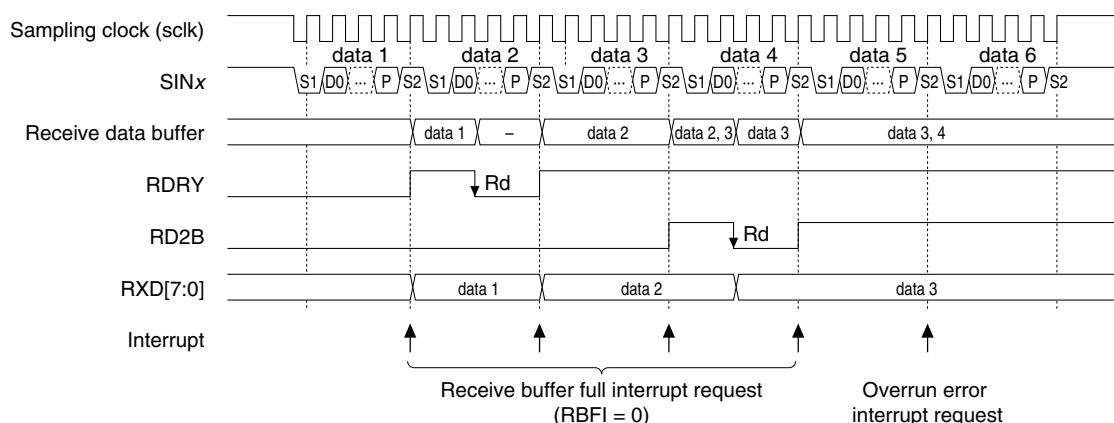 Sampling clock (sclk)
data 1 data 2 data 3 data 4 data 5 data 6
SINx S1 D0 ... P S2 S1 D0 ... P S2 S1 D0 ... P S2 S1 D0 ... P S2 S1 D0 ... P S2 S1 D0 ... P S2
Receive data buffer data 1 – data 2 data 2, 3 data 3 data 3, 4
RDRY Rd
RD2B Rd
RXD[7:0] data 1 data 2 data 3
Interrupt
Receive buffer full interrupt request
(RBFI = 0)
Overrun error
interrupt request